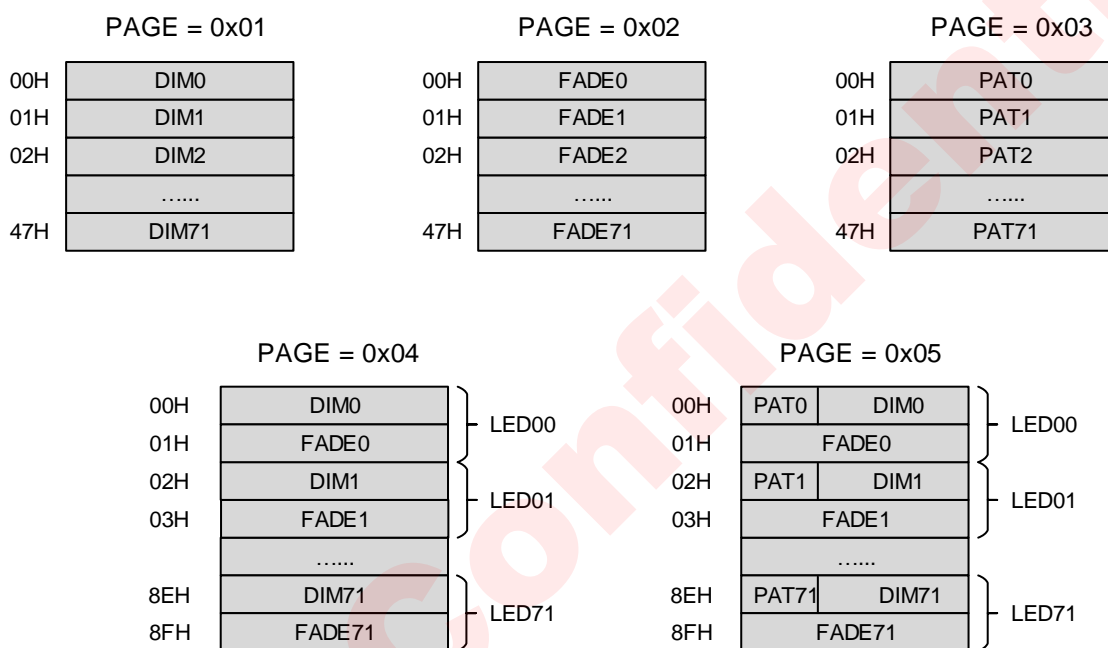 PAGE = 0x01 PAGE = 0x02 PAGE = 0x03
00H DIM0 00H FADE0 00H PAT0
01H DIM1 01H FADE1 01H PAT1
02H DIM2 02H FADE2 02H PAT2
…... …... …...
47H DIM71 47H FADE71 47H PAT71
PAGE = 0x04 PAGE = 0x05
00H DIM0 LED00 00H PAT0 DIM0 LED00
01H FADE0 01H FADE0
02H DIM1 LED01 02H PAT1 DIM1 LED01
03H FADE1 03H FADE1
…... …...
8EH DIM71 LED71 8EH PAT71 DIM71 LED71
8FH FADE71 8FH FADE71
Confidenti